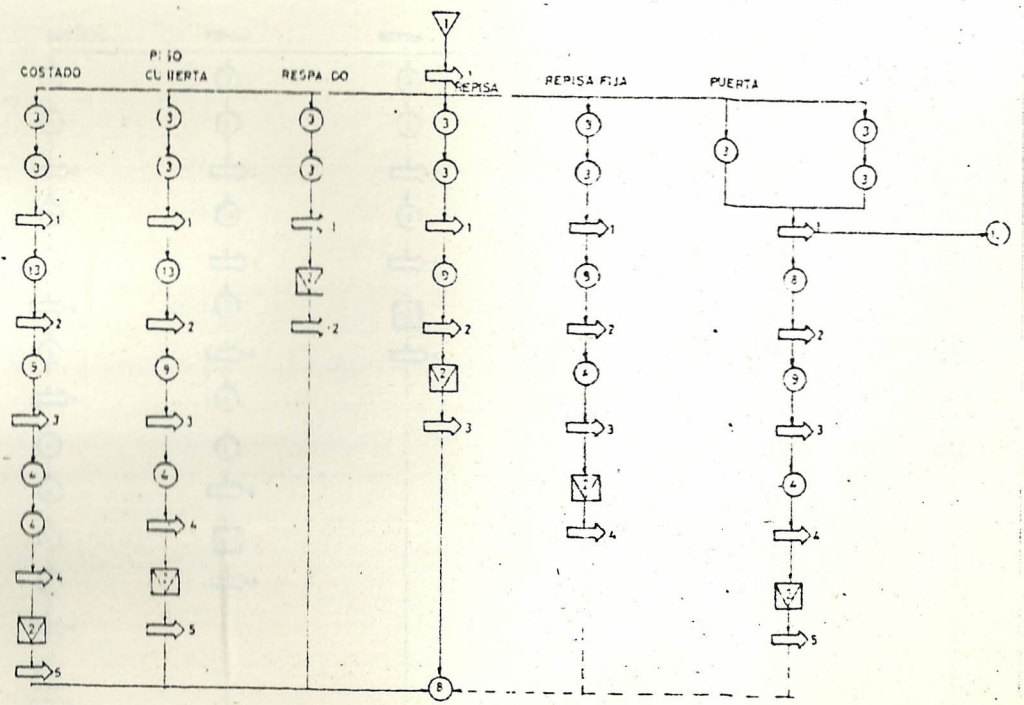 1
1
COSTADO
PISO
CUBIERTA
RESPALDO
REPISA
REPISA FIJA
PUERTA
3 3 3 3 3 3
3
3 3 3 3 3 3
1 1 1 1 1 1
13 13 9 8
2 2 2 2 2 2
9 9 2 4 9
3 3 3 3 3
4 4 4
4 4 4 4
4
2
5 5
5
8